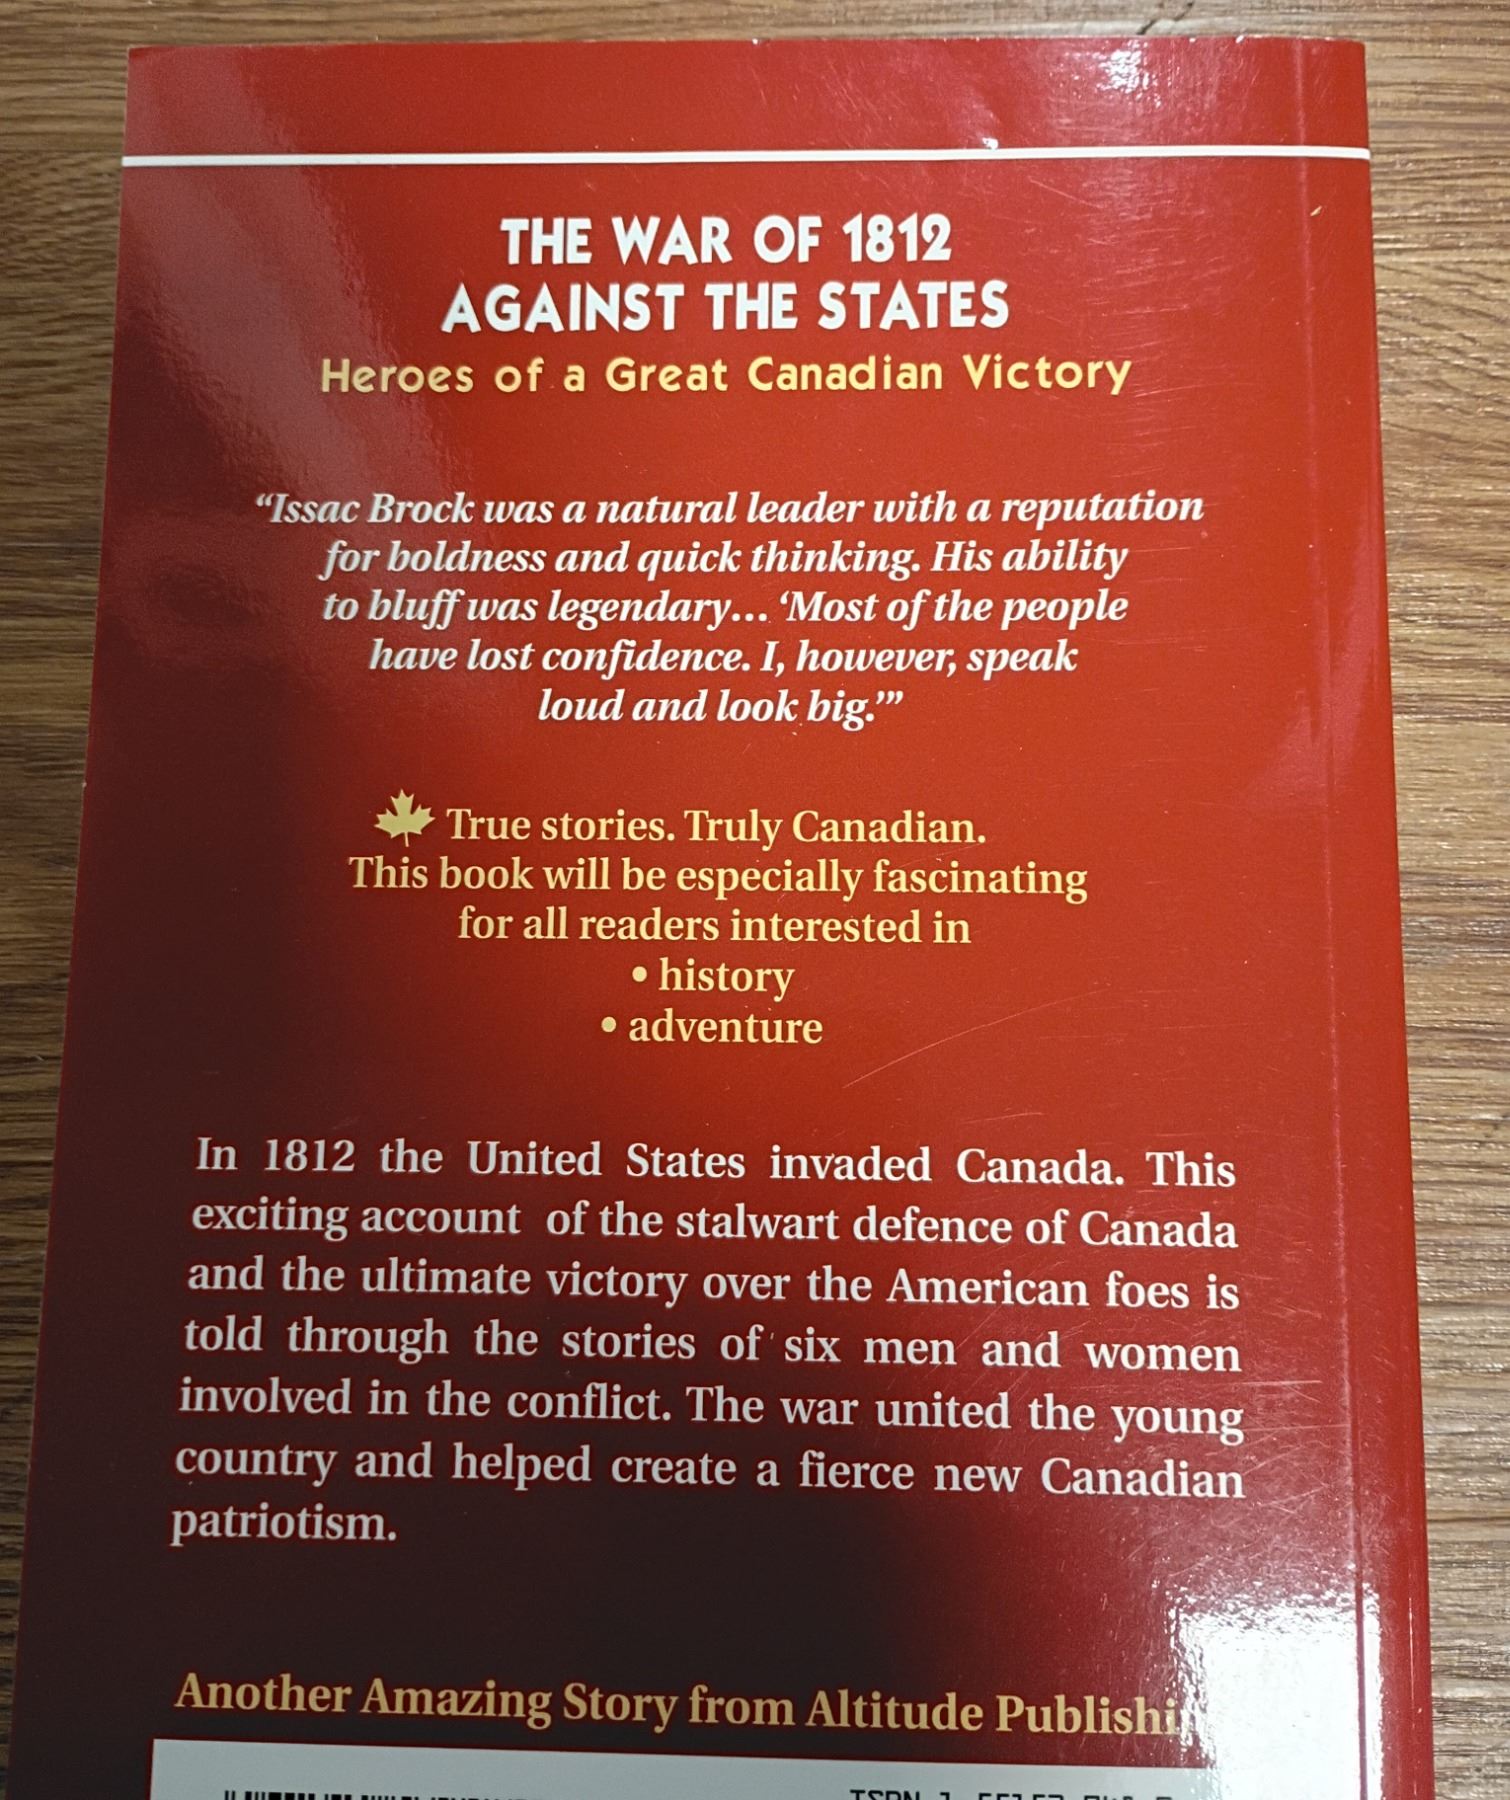 THE WAR OF 1812
AGAINST THE STATES
Heroes of a Great Canadian Victory
“Issac Brock was a natural leader with a reputation
for boldness and quick thinking. His ability
to bluff was legendary... ‘Most of the people
have lost confidence. I, however, speak
loud and look big.’”
True stories. Truly Canadian.
This book will be especially fascinating
for all readers interested in
• history
• adventure
In 1812 the United States invaded Canada. This
exciting account of the stalwart defence of Canada
and the ultimate victory over the American foes is
told through the stories of six men and women
involved in the conflict. The war united the young
country and helped create a fierce new Canadian
patriotism.
Another Amazing Story from Altitude
ISBN